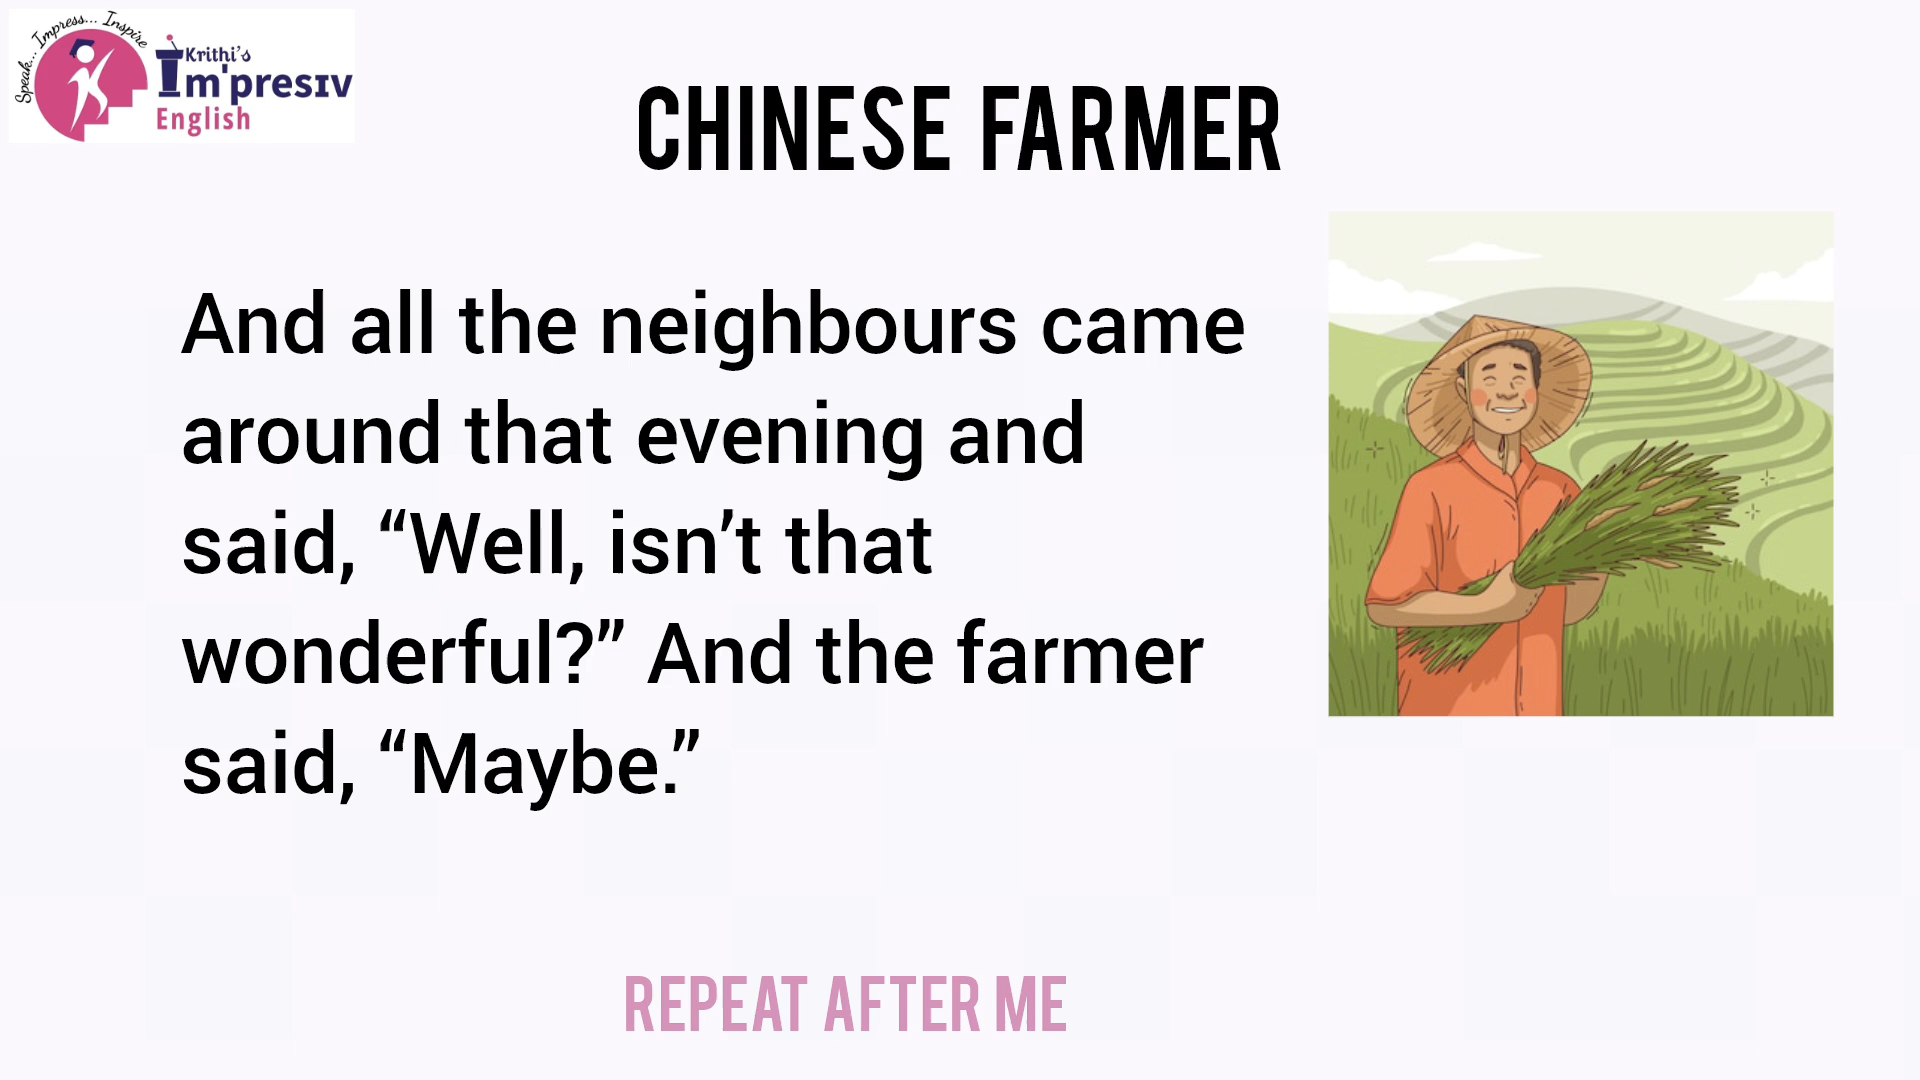 Speak... Impress... Inspire
Krithi's
Im'presıv
English
CHINESE FARMER
And all the neighbours came
around that evening and
said, “Well, isn’t that
wonderful?” And the farmer
said, “Maybe.”
REPEAT AFTER ME